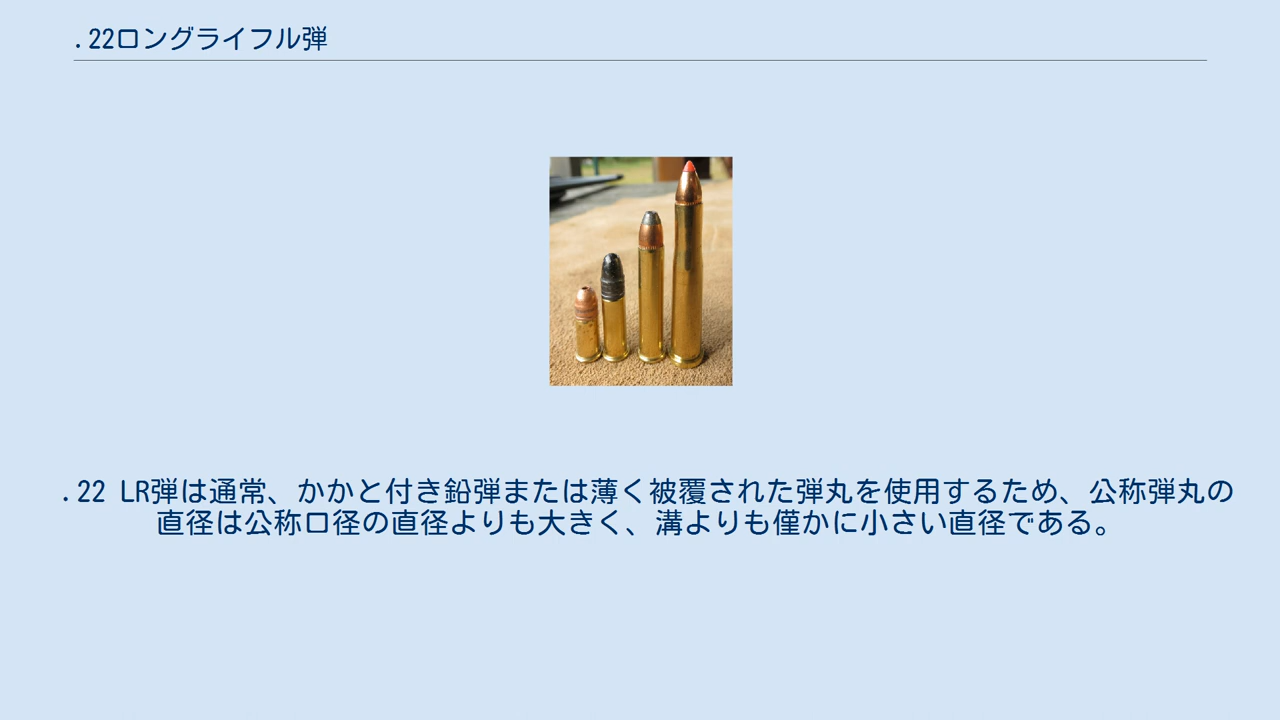 .22ロングライフル弾
.22 LR弾は通常、かかと付き鉛弾または薄く被覆された弾丸を使用するため、公称弾丸の
直径は公称口径の直径よりも大きく、溝よりも僅かに小さい直径である。